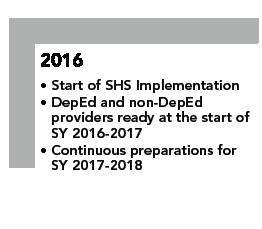 2016
• Start of SHS Implementation
• DepEd and non-DepEd
providers ready at the start of
SY 2016-2017
• Continuous preparations for
SY 2017-2018